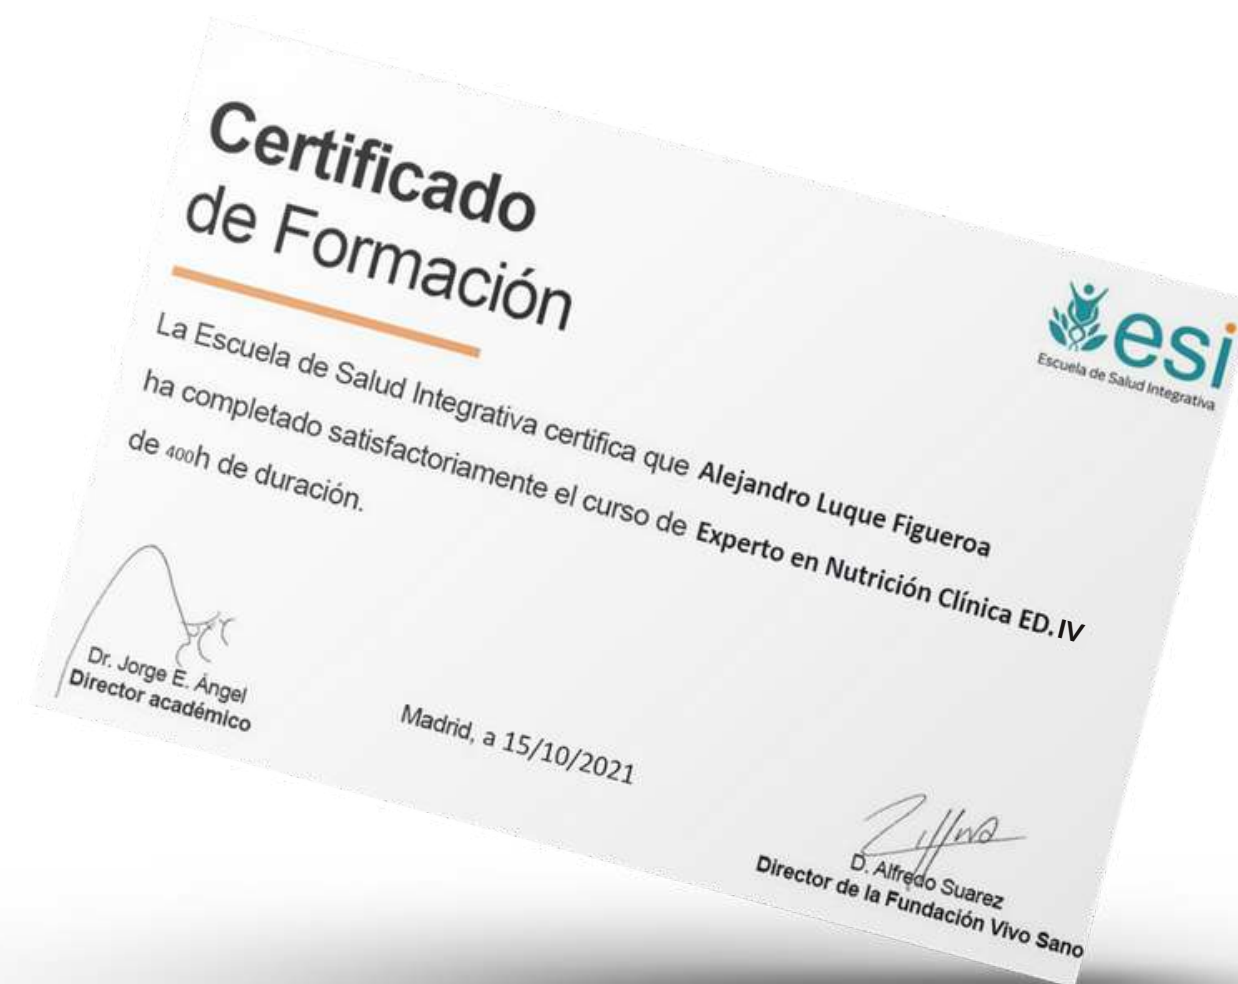 Certificado
de Formación
esi
Escuela de Salud Integrativa
La Escuela de Salud Integrativa certifica que Alejandro Luque Figueroa
ha completado satisfactoriamente el curso de Experto en Nutrición Clínica ED.IV
de 400h de duración.
Dr. Jorge E. Ángel
Director académico
Madrid, a 15/10/2021
D. Alfredo Suarez
Director de la Fundación Vivo Sano